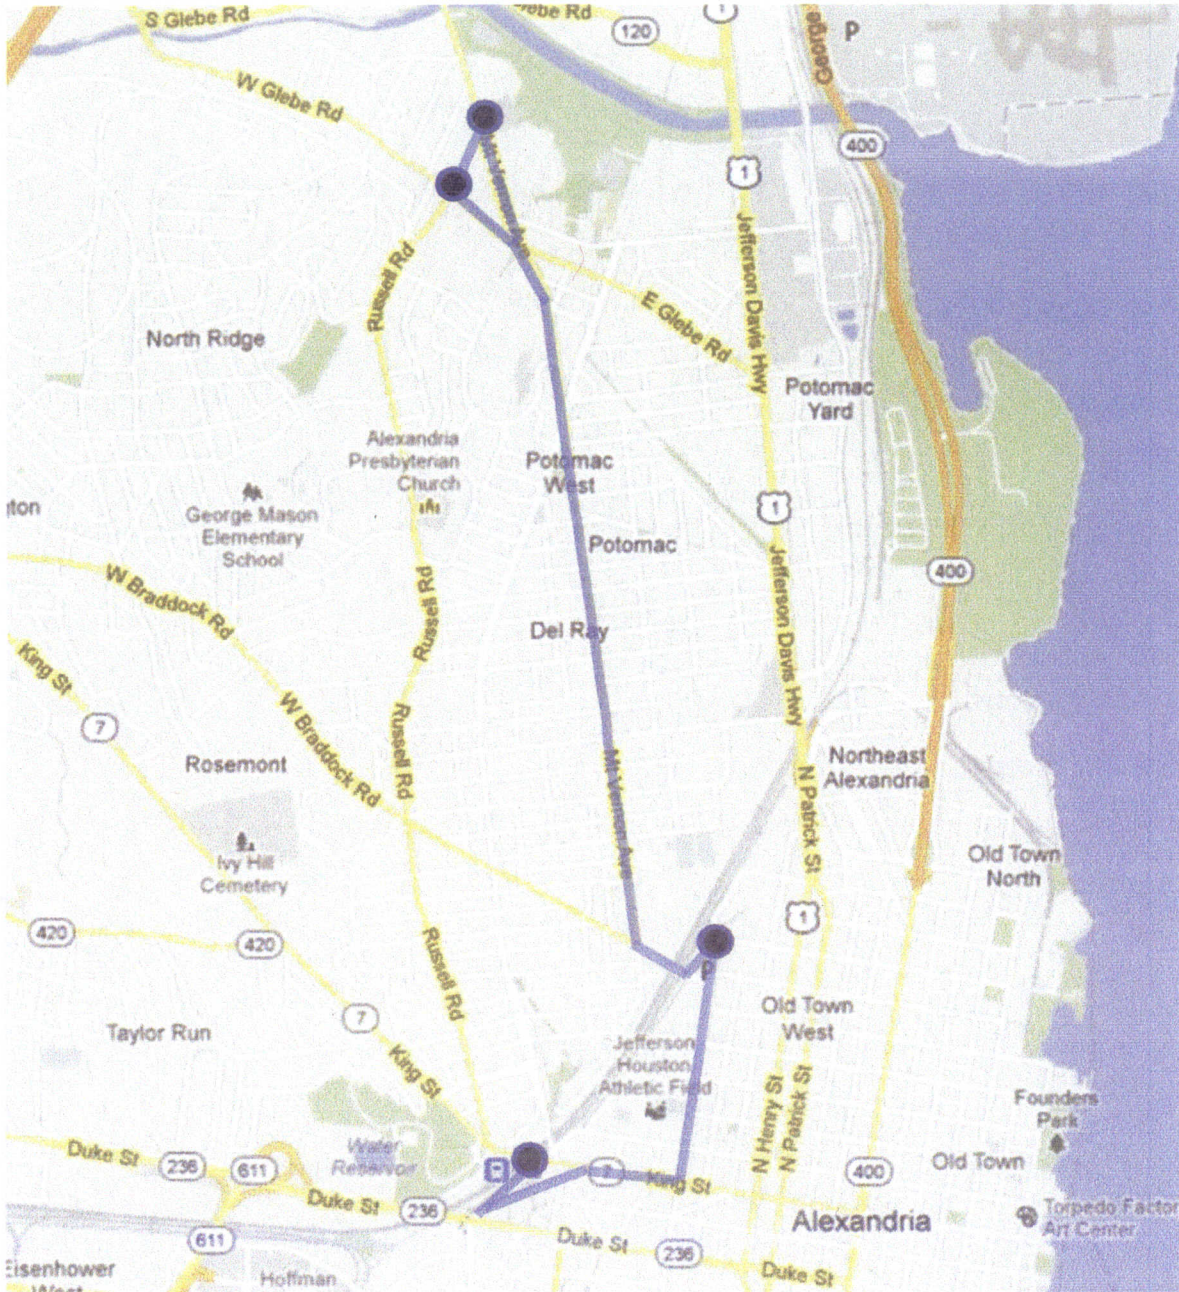 S Glebe Rd
Glebe Rd
120
1
George
P
W Glebe Rd
400
1
Mt Vernon Ave
Jefferson Davis Hwy
Russell Rd
E Glebe Rd
North Ridge
Potomac
Yard
Alexandria
Presbyterian
Church
Potomac
West
1
George Mason
Elementary
School
Potomac
ton
400
W Braddock Rd
Russell Rd
Jefferson Davis Hwy
Del Ray
King St
7
W Braddock Rd
Russell Rd
Rosemont
Northeast
Alexandria
Mt Vernon Ave
N Patrick St
Ivy Hill
Cemetery
Old Town
North
420
420
1
Russell Rd
P
Old Town
West
7
Taylor Run
King St
Jefferson
Houston
Athletic Field
N Henry St
N Patrick St
Founders
Park
Water
Reservoir
Duke St
236
611
Duke St
236
7
King St
400
Old Town
Alexandria
Torpedo Factor
Art Center
611
Duke St
236
Duke St
Eisenhower
West
Hoffman